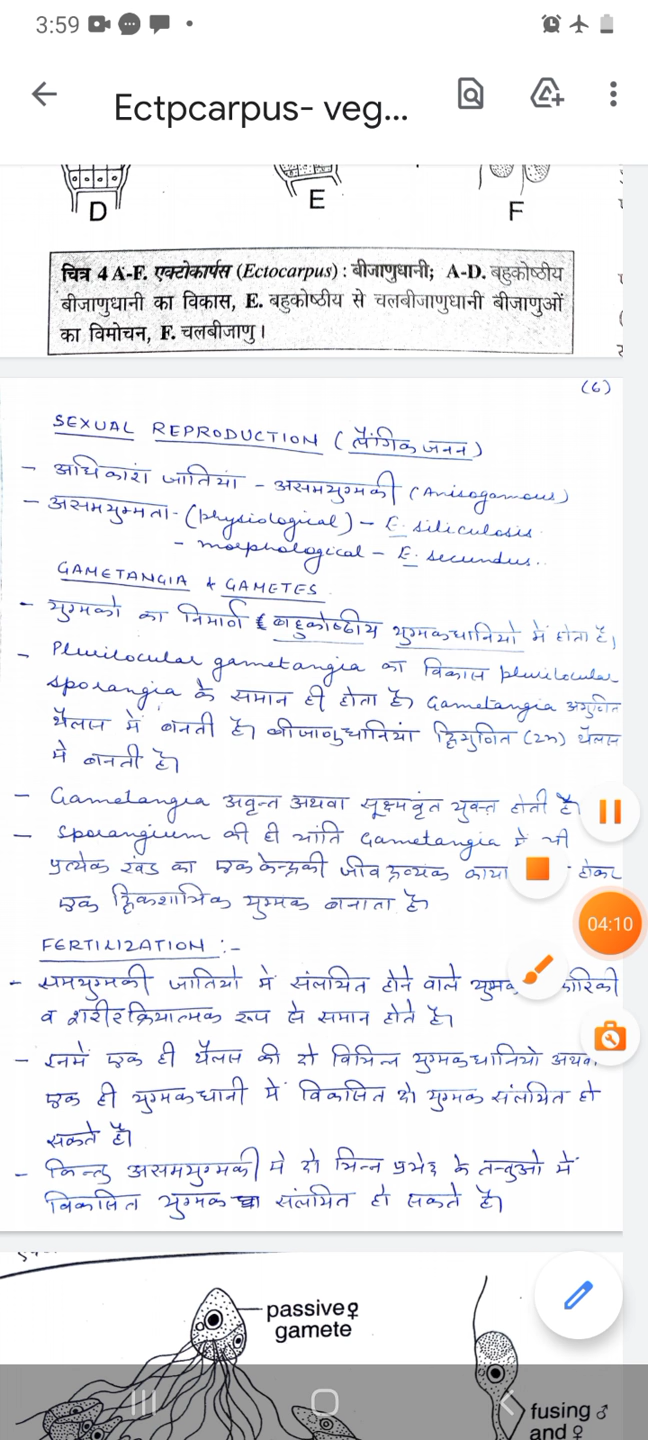 3:59
Ectpcarpus- veg...
D
E
F
चित्र 4 A-F. एक्टोकार्पस (Ectocarpus) : बीजाणुधानी; A-D. बहुकोष्ठीय
बीजाणुधानी का विकास, E. बहुकोष्ठीय से चलबीजाणुधानी बीजाणुओं
का विमोचन, F. चलबीजाणु।
(6)
SEXUAL REPRODUCTION (लैंगिक जनन)
- अधिकांश जातियां - असमयुग्मकी (Anisogamous)
- असमयुग्मता - (physiological) - E. siliculosis.
- morphological - E. secundus..
GAMETANGIA & GAMETES
- युग्मको का निर्माण बाहुकोष्ठीय युग्मकधानियो में होता है।
- Plurilocular gametangia का विकास plurilocular
sporangia के समान ही होता है। Gametangia अगुणित
थैलस में बनती है। बीजाणुधानियां द्विगुणित (2n) थैलस
मे बनती है।
- Gametangia अवृन्त अथवा सूक्ष्मवृंत युक्त होती है
- Sporangium की ही भांति Gametangia मे भी
प्रत्येक खंड का एककेन्द्रकी जीव द्रव्यक काया होकर
एक द्विकशाभिक युग्मक बनाता है।
04:10
FERTILIZATION :-
- समयुग्मकी जातियो मे संलयित होने वाले युग्मक कारिकी
व शरीरक्रियात्मक रूप से समान होते है।
- इनमे एक ही थैलस की दो विभिन्न युग्मकधानियो अथवा
एक ही युग्मकधानी में विकसित दो युग्मक संलयित हो
सकते है।
- किन्तु असमयुग्मकी मे दो भिन्न प्रभेद के तन्तुओ में
विकसित युग्मक संलयित हो सकते है।
passive♀
gamete
fusing ♂
and ♀